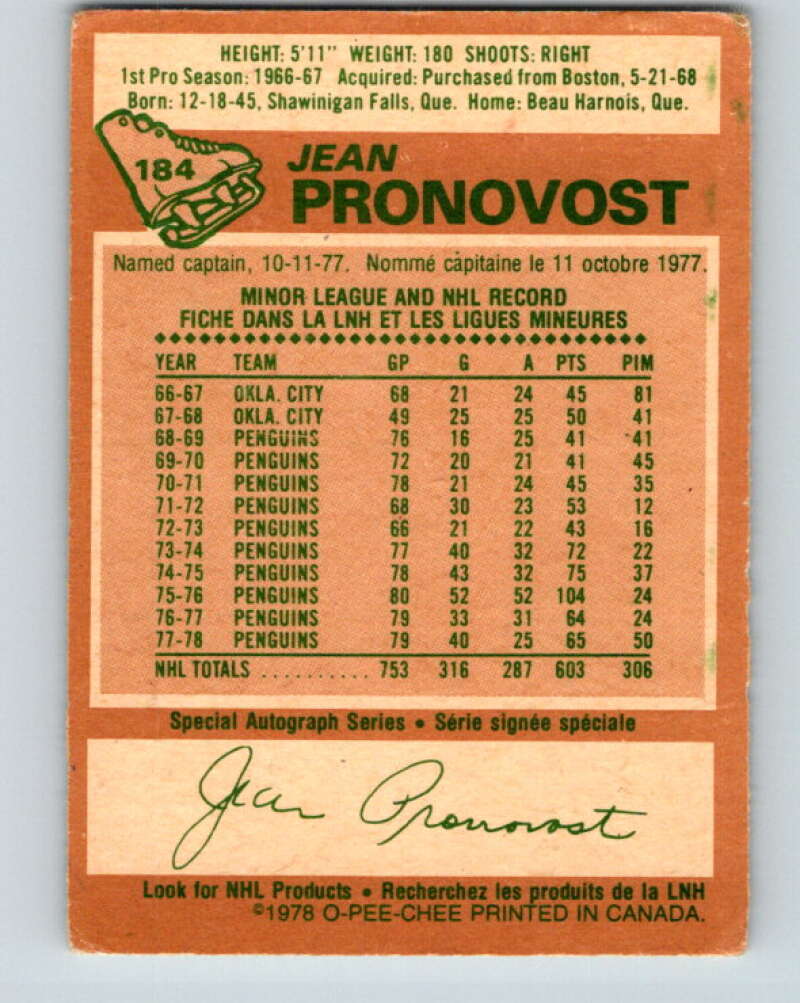 HEIGHT: 5'11" WEIGHT: 180 SHOOTS: RIGHT
1st Pro Season: 1966-67 Acquired: Purchased from Boston, 5-21-68
Born: 12-18-45, Shawinigan Falls, Que. Home: Beau Harnois, Que.
184
JEAN
PRONOVOST
Named captain, 10-11-77. Nommé capitaine le 11 octobre 1977.
MINOR LEAGUE AND NHL RECORD
FICHE DANS LA LNH ET LES LIGUES MINEURES
YEAR TEAM GP G A PTS PIM
66-67 OKLA. CITY 68 21 24 45 81
67-68 OKLA. CITY 49 25 25 50 41
68-69 PENGUINS 76 16 25 41 41
69-70 PENGUINS 72 20 21 41 45
70-71 PENGUINS 78 21 24 45 35
71-72 PENGUINS 68 30 23 53 12
72-73 PENGUINS 66 21 22 43 16
73-74 PENGUINS 77 40 32 72 22
74-75 PENGUINS 78 43 32 75 37
75-76 PENGUINS 80 52 52 104 24
76-77 PENGUINS 79 33 31 64 24
77-78 PENGUINS 79 40 25 65 50
NHL TOTALS .......... 753 316 287 603 306
Special Autograph Series • Série signée spéciale
Jean Pronovost
Look for NHL Products • Recherchez les produits de la LNH
©1978 O-PEE-CHEE PRINTED IN CANADA.